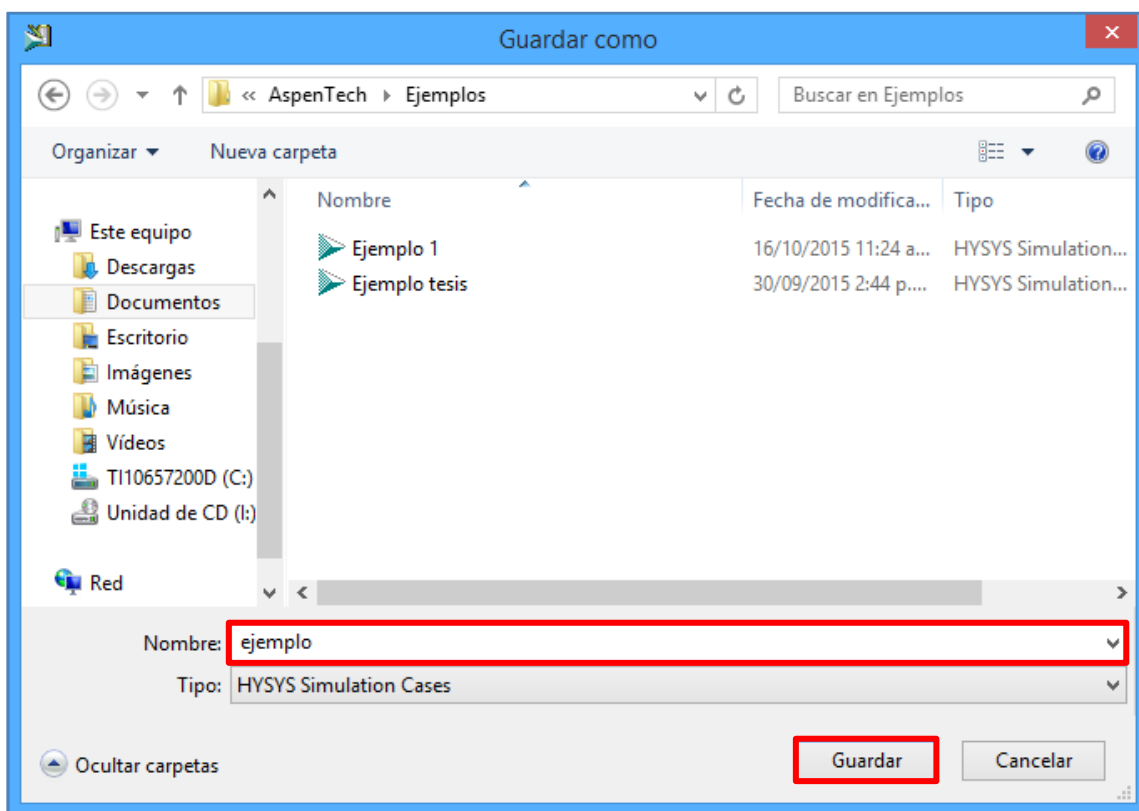 Guardar como
« AspenTech Ejemplos Buscar en Ejemplos
Organizar Nueva carpeta
Nombre Fecha de modifica... Tipo
Este equipo
Descargas
Documentos
Escritorio
Imágenes
Música
Vídeos
TI10657200D (C:)
Unidad de CD (I:)
Red
Ejemplo 1 16/10/2015 11:24 a... HYSYS Simulation...
Ejemplo tesis 30/09/2015 2:44 p.... HYSYS Simulation...
Nombre: ejemplo
Tipo: HYSYS Simulation Cases
Ocultar carpetas Guardar Cancelar